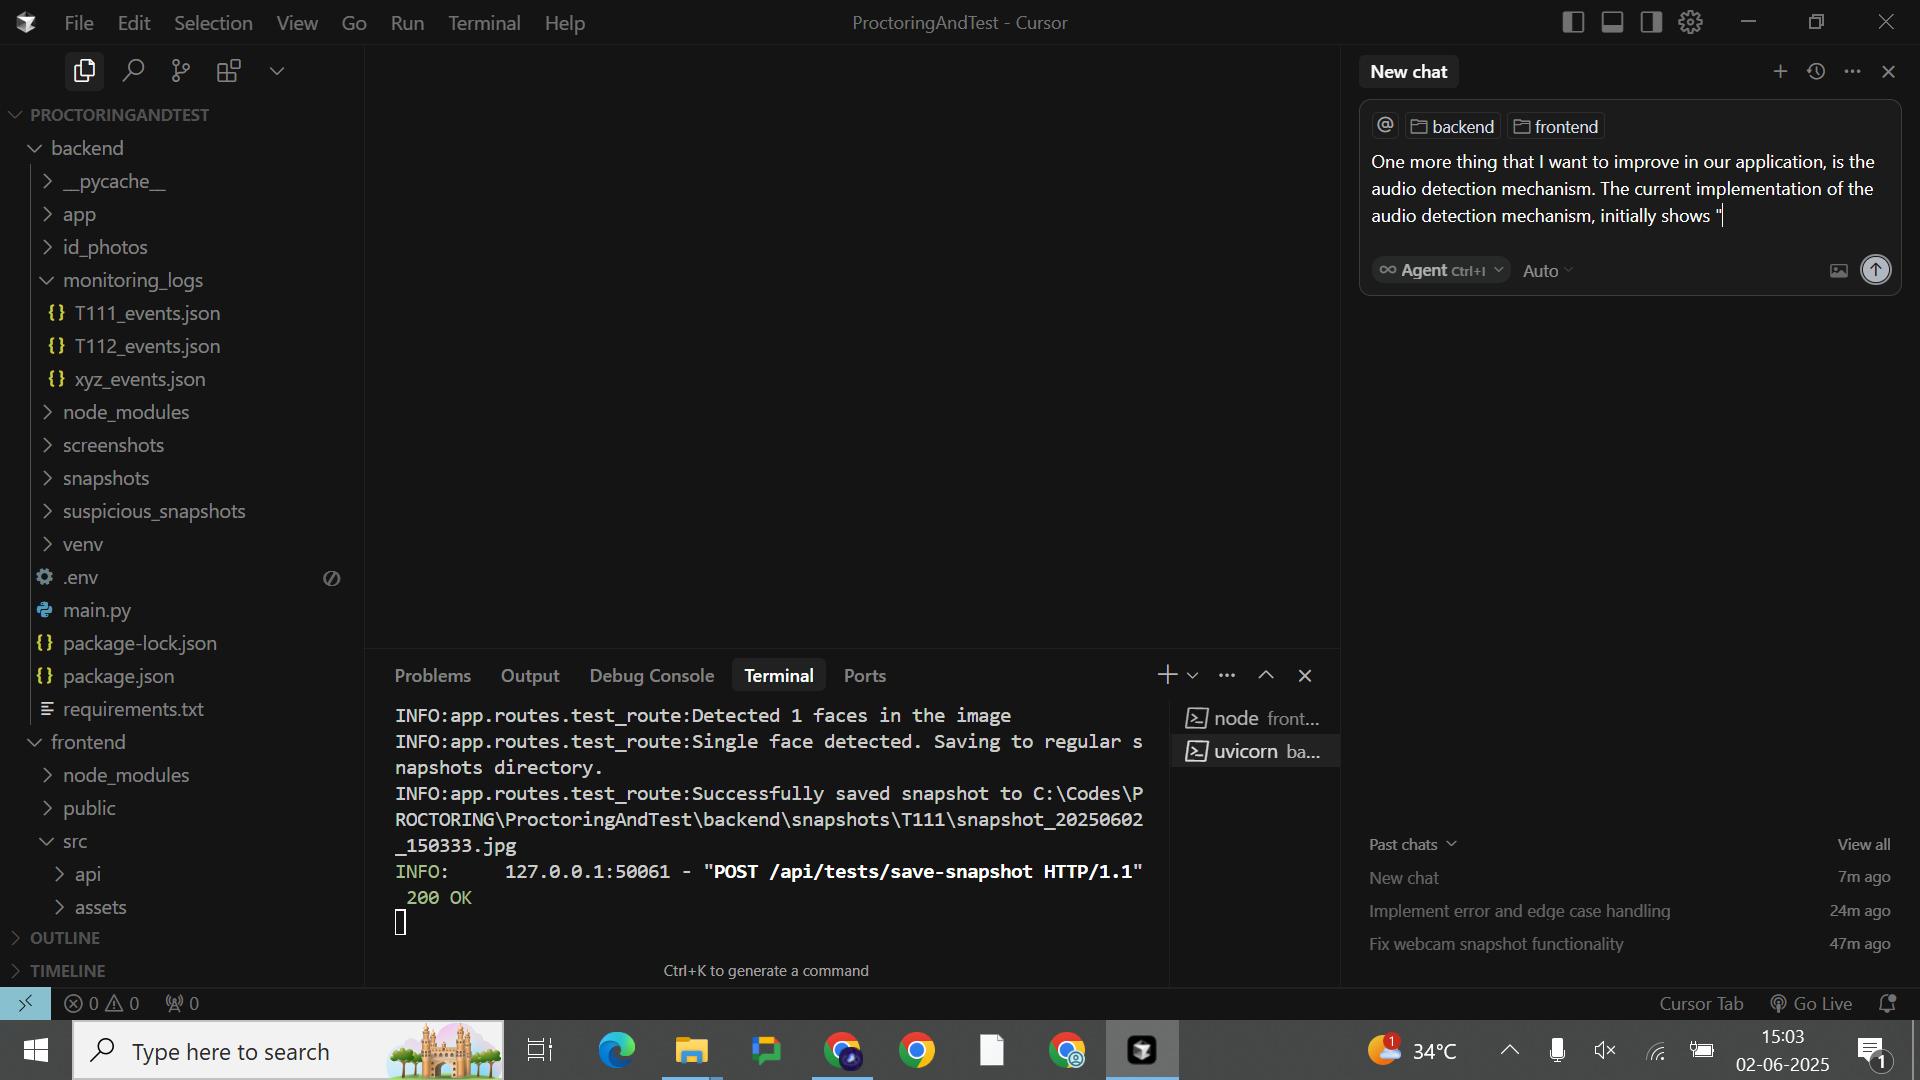 File Edit Selection View Go Run Terminal Help
ProctoringAndTest - Cursor
PROCTORINGANDTEST
backend
__pycache__
app
id_photos
monitoring_logs
{} T111_events.json
{} T112_events.json
{} xyz_events.json
node_modules
screenshots
snapshots
suspicious_snapshots
venv
.env
main.py
{} package-lock.json
{} package.json
requirements.txt
frontend
node_modules
public
src
api
assets
OUTLINE
TIMELINE
Problems Output Debug Console Terminal Ports
INFO:app.routes.test_route:Detected 1 faces in the image
INFO:app.routes.test_route:Single face detected. Saving to regular s
napshots directory.
INFO:app.routes.test_route:Successfully saved snapshot to C:\Codes\P
ROCTORING\ProctoringAndTest\backend\snapshots\T111\snapshot_20250602
_150333.jpg
INFO: 127.0.0.1:50061 - "POST /api/tests/save-snapshot HTTP/1.1"
200 OK
Ctrl+K to generate a command
node front...
uvicorn ba...
New chat
@ backend frontend
One more thing that I want to improve in our application, is the
audio detection mechanism. The current implementation of the
audio detection mechanism, initially shows "
Agent Ctrl+I Auto
Past chats View all
New chat 7m ago
Implement error and edge case handling 24m ago
Fix webcam snapshot functionality 47m ago
0 0 0
Cursor Tab Go Live
Type here to search
1 34°C
15:03
02-06-2025
1